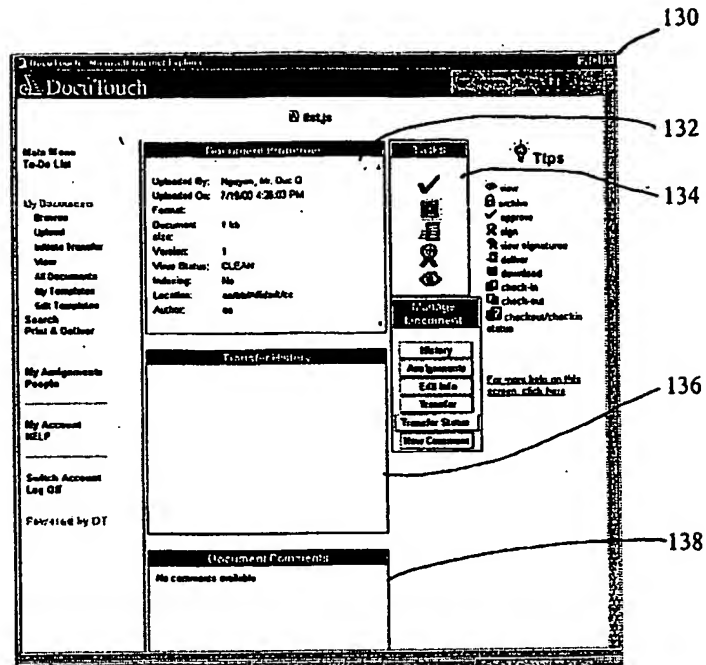 130
DocuTouch - Microsoft Internet Explorer
DocuTouch
132
134
136
138
Main Menu
To-Do List
My Documents
Browse
Upload
Initiate Transfer
View
All Documents
My Templates
Edit Templates
Search
Print & Deliver
My Assignments
People
My Account
HELP
Switch Account
Log Off
Powered by DT
Document Properties
Uploaded By: Nguyen, Mr. Duc Q
Uploaded On: 7/19/00 4:26:03 PM
Format:
Document size: 1 kb
Version: 1
Virus Status: CLEAN
Indexing: No
Location:
Author:
Transfer History
Document Comments
No comments available
Tasks
Manage
Document
History
Assignments
Edit Info
Transfer
Transfer Status
New Comment
Tips
view
archive
approve
sign
view signatures
deliver
download
check-in
check-out
checkout/checkin
status
For more help on this
screen, click here